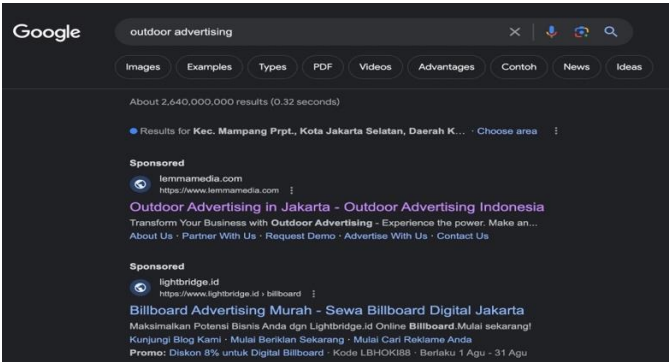 Google
outdoor advertising
Images Examples Types PDF Videos Advantages Contoh News Ideas
About 2,640,000,000 results (0.32 seconds)
Results for Kec. Mampang Prpt., Kota Jakarta Selatan, Daerah K... · Choose area
Sponsored
lemmamedia.com
https://www.lemmamedia.com
Outdoor Advertising in Jakarta - Outdoor Advertising Indonesia
Transform Your Business with Outdoor Advertising - Experience the power. Make an...
About Us · Partner With Us · Request Demo · Advertise With Us · Contact Us
Sponsored
lightbridge.id
https://www.lightbridge.id › billboard
Billboard Advertising Murah - Sewa Billboard Digital Jakarta
Maksimalkan Potensi Bisnis Anda dgn Lightbridge.id Online Billboard.Mulai sekarang!
Kunjungi Blog Kami · Mulai Beriklan Sekarang · Mulai Cari Reklame Anda
Promo: Diskon 8% untuk Digital Billboard · Kode LBHOKI88 · Berlaku 1 Agu - 31 Agu